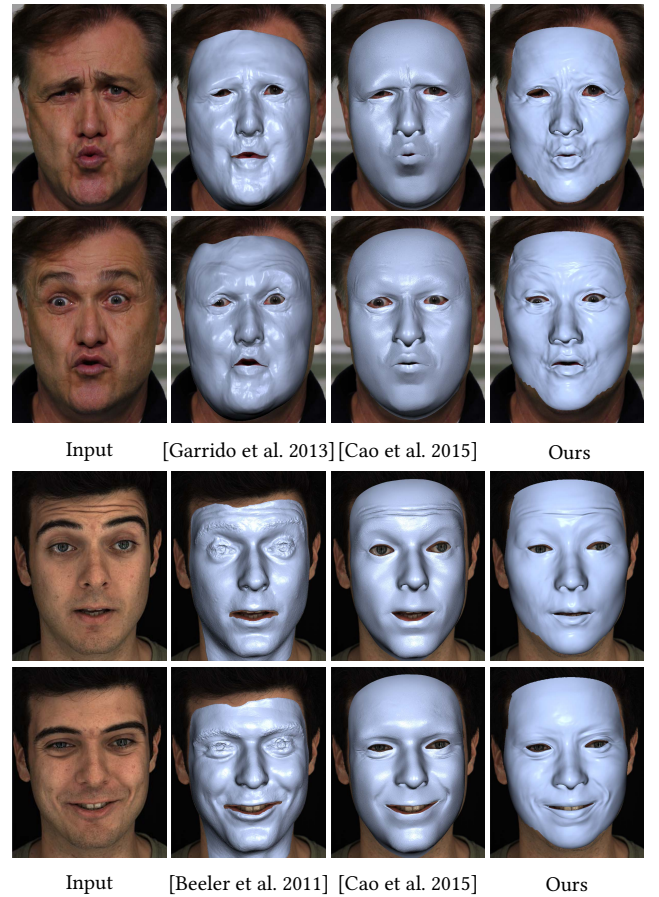 Input [Garrido et al. 2013] [Cao et al. 2015] Ours
Input [Beeler et al. 2011] [Cao et al. 2015] Ours